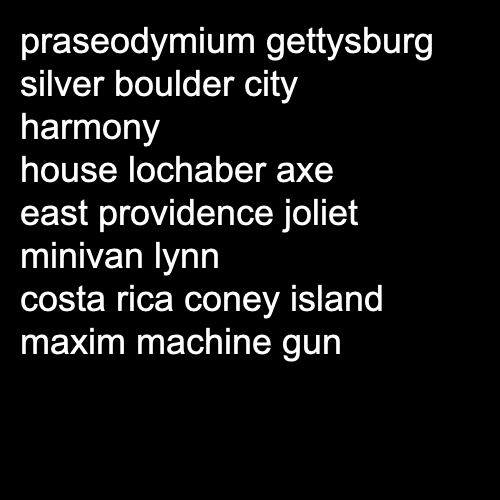 praseodymium gettysburg
silver boulder city
harmony
house lochaber axe
east providence joliet
minivan lynn
costa rica coney island
maxim machine gun